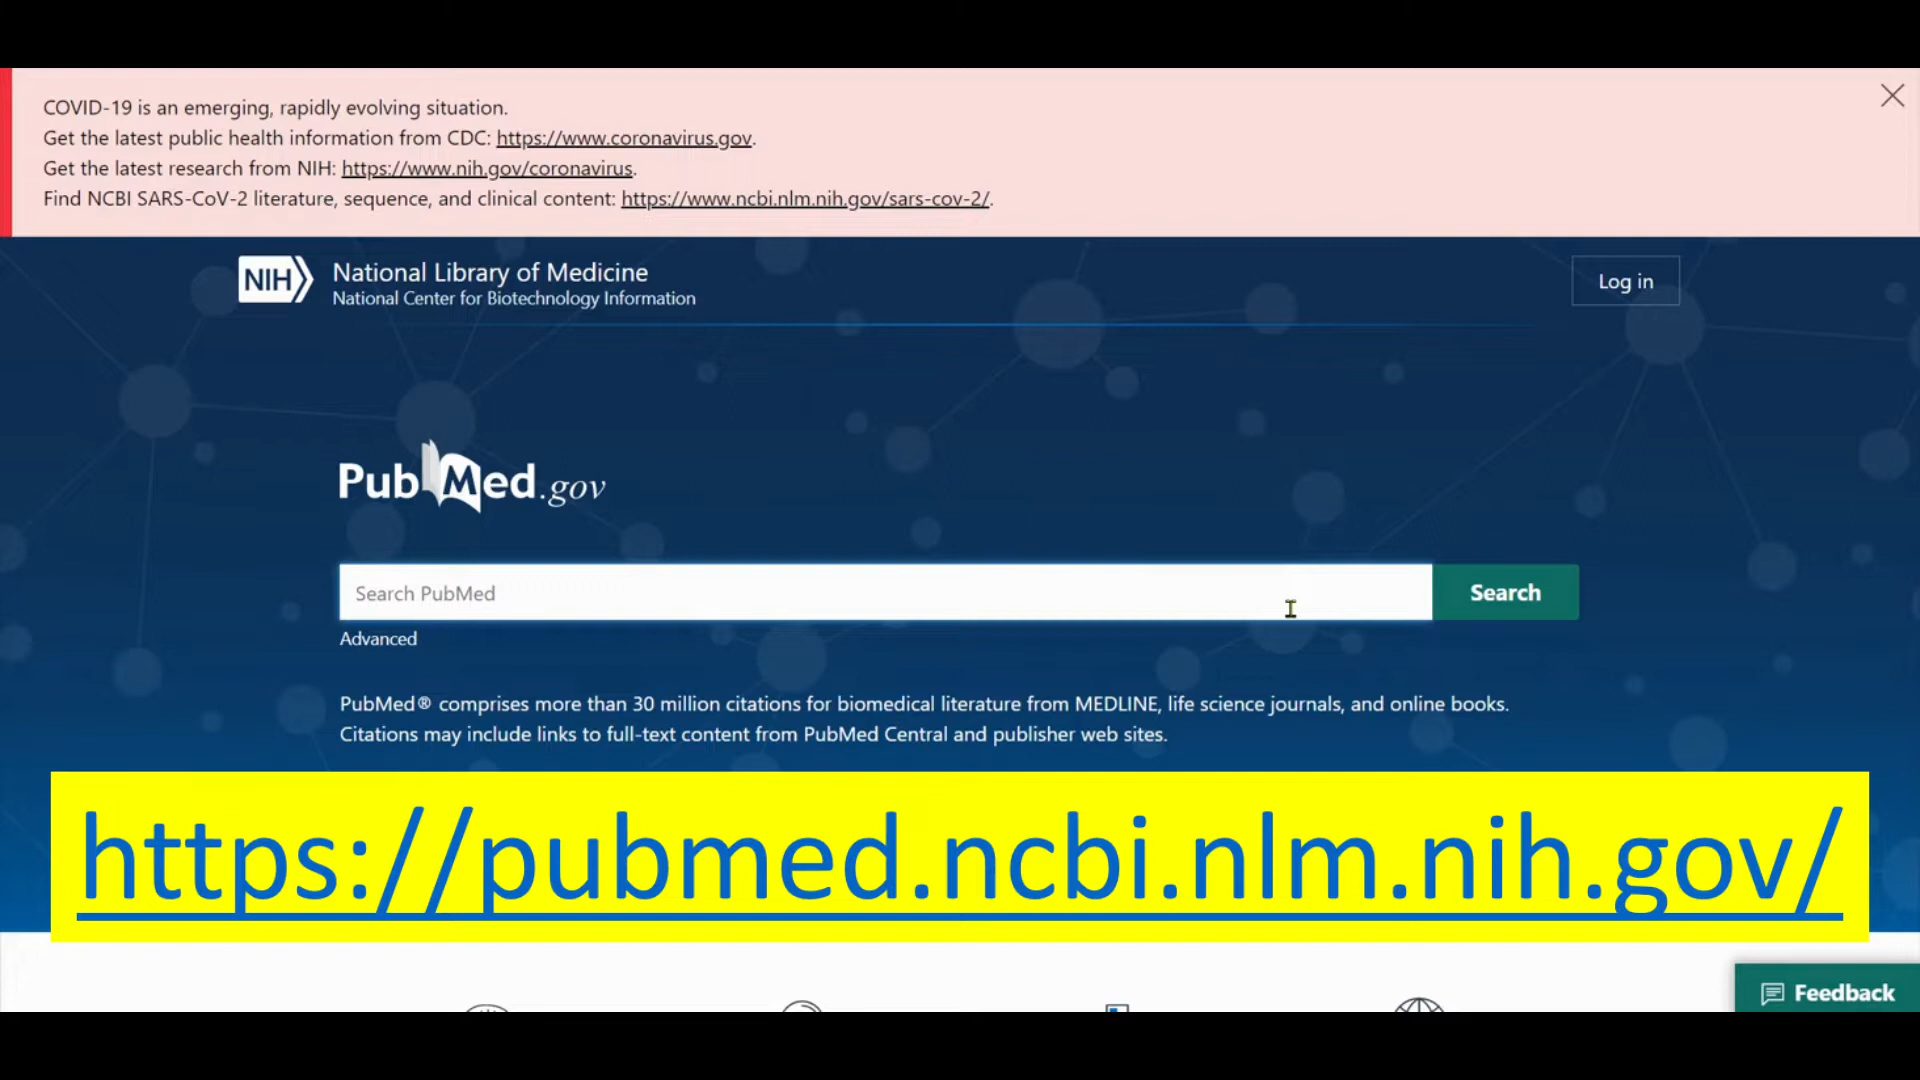 COVID-19 is an emerging, rapidly evolving situation.
Get the latest public health information from CDC: https://www.coronavirus.gov.
Get the latest research from NIH: https://www.nih.gov/coronavirus.
Find NCBI SARS-CoV-2 literature, sequence, and clinical content: https://www.ncbi.nlm.nih.gov/sars-cov-2/.
NIH National Library of Medicine
National Center for Biotechnology Information
Log in
PubMed.gov
Search PubMed
Search
Advanced
PubMed® comprises more than 30 million citations for biomedical literature from MEDLINE, life science journals, and online books.
Citations may include links to full-text content from PubMed Central and publisher web sites.
https://pubmed.ncbi.nlm.nih.gov/
Feedback